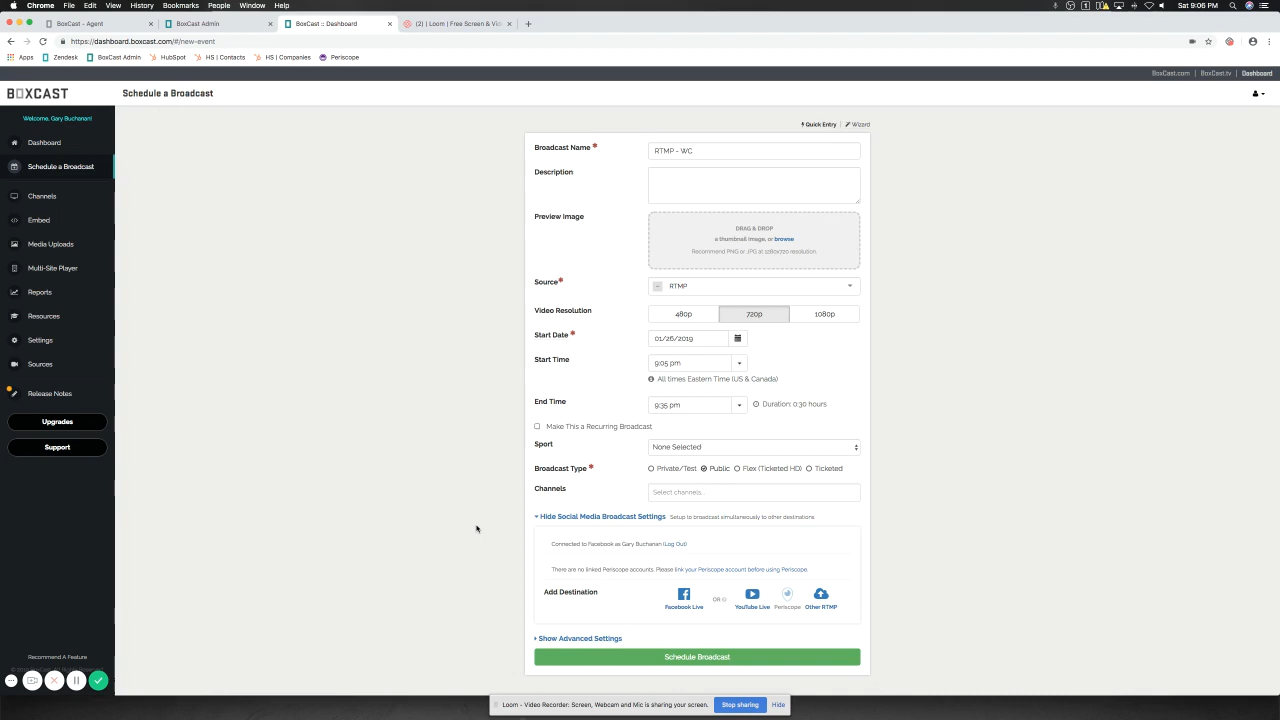 Chrome File Edit View History Bookmarks People Window Help
Sat 9:06 PM
BoxCast - Agent
BoxCast Admin
BoxCast :: Dashboard
(2) Loom | Free Screen & Vid
https://dashboard.boxcast.com/#/new-event
Apps Zendesk BoxCast Admin HubSpot HS | Contacts HS | Companies Periscope
BoxCast.com | BoxCast.tv | Dashboard
BOXCAST
Schedule a Broadcast
Welcome, Gary Buchanan!
Dashboard
Schedule a Broadcast
Channels
Embed
Media Uploads
Multi-Site Player
Reports
Resources
Settings
Sources
Release Notes
Upgrades
Support
Recommend A Feature
Quick Entry | Wizard
Broadcast Name *
RTMP - WC
Description
Preview Image
DRAG & DROP
a thumbnail image, or browse
Recommend PNG or JPG at 1280x720 resolution.
Source *
RTMP
Video Resolution
480p 720p 1080p
Start Date *
01/26/2019
Start Time
9:05 pm
All times Eastern Time (US & Canada)
End Time
9:35 pm
Duration: 0:30 hours
Make This a Recurring Broadcast
Sport
None Selected
Broadcast Type *
Private/Test Public Flex (Ticketed HD) Ticketed
Channels
Select channels...
Hide Social Media Broadcast Settings Setup to broadcast simultaneously to other destinations
Connected to Facebook as Gary Buchanan (Log Out)
There are no linked Periscope accounts. Please link your Periscope account before using Periscope.
Add Destination
Facebook Live OR YouTube Live Periscope Other RTMP
Show Advanced Settings
Schedule Broadcast
Loom - Video Recorder: Screen, Webcam and Mic is sharing your screen. Stop sharing Hide